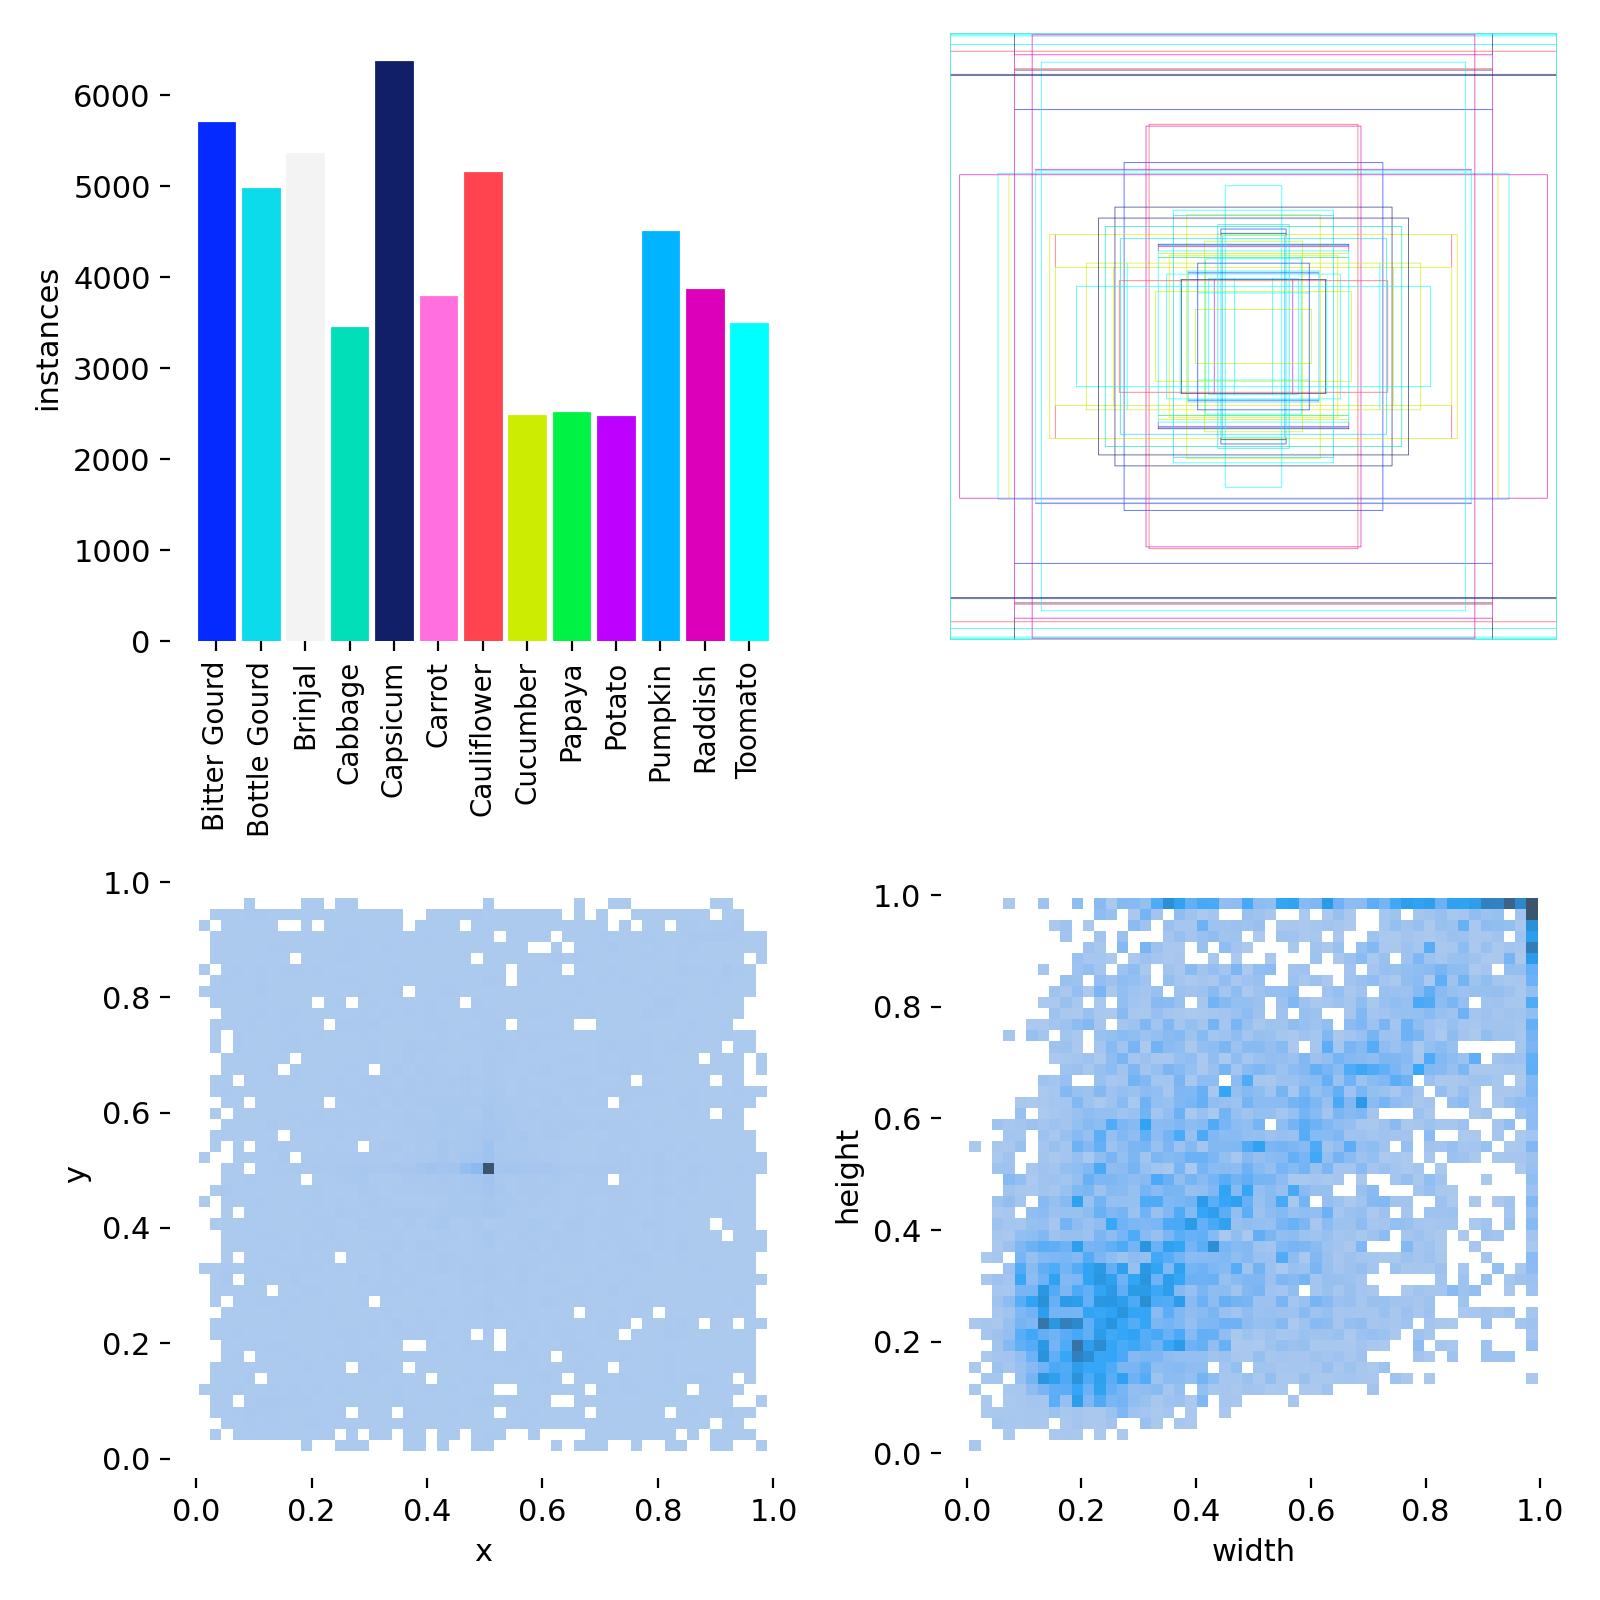 6000
5000
4000
3000
2000
1000
0
instances
Bitter Gourd
Bottle Gourd
Brinjal
Cabbage
Capsicum
Carrot
Cauliflower
Cucumber
Papaya
Potato
Pumpkin
Raddish
Toomato
1.0
0.8
0.6
0.4
0.2
0.0
y
0.0 0.2 0.4 0.6 0.8 1.0
x
1.0
0.8
0.6
0.4
0.2
0.0
height
0.0 0.2 0.4 0.6 0.8 1.0
width